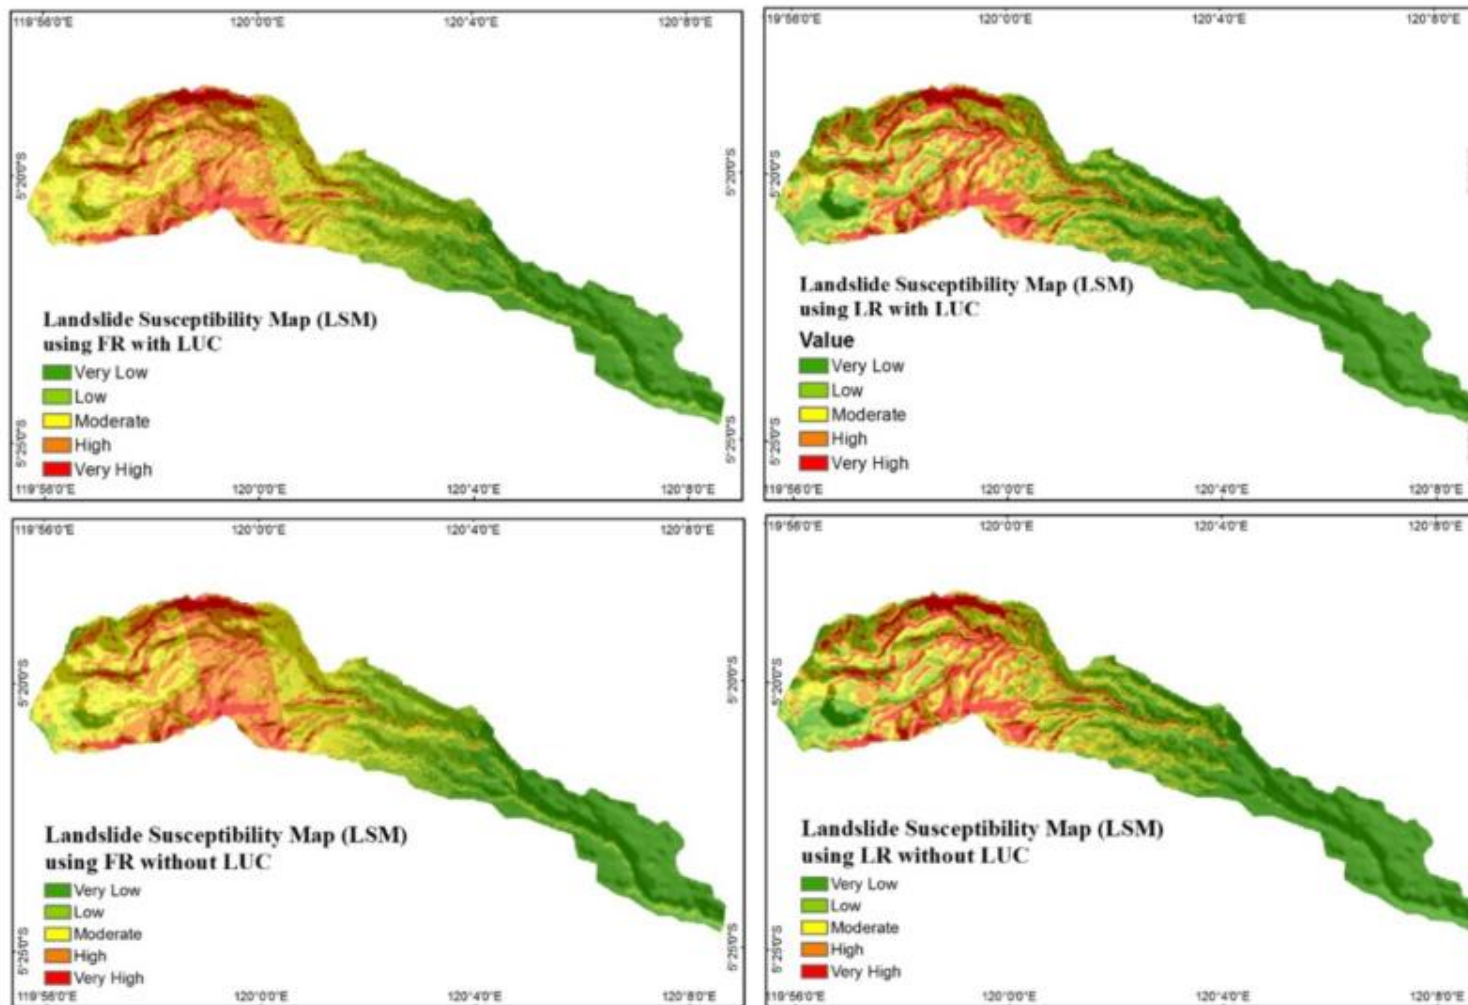 119°56'0"E 120°0'0"E 120°4'0"E 120°8'0"E
5°20'0"S 5°20'0"S
Landslide Susceptibility Map (LSM)
using FR with LUC
Very Low
Low
Moderate
High
Very High
5°25'0"S 5°25'0"S
119°56'0"E 120°0'0"E 120°4'0"E 120°8'0"E
119°56'0"E 120°0'0"E 120°4'0"E 120°8'0"E
5°20'0"S
Landslide Susceptibility Map (LSM)
using LR with LUC
Value
Very Low
Low
Moderate
High
Very High
5°25'0"S
119°56'0"E 120°0'0"E 120°4'0"E 120°8'0"E
119°56'0"E 120°0'0"E 120°4'0"E 120°8'0"E
5°20'0"S 5°20'0"S
Landslide Susceptibility Map (LSM)
using FR without LUC
Very Low
Low
Moderate
High
Very High
5°25'0"S 5°25'0"S
119°56'0"E 120°0'0"E 120°4'0"E 120°8'0"E
119°56'0"E 120°0'0"E 120°4'0"E 120°8'0"E
5°20'0"S
Landslide Susceptibility Map (LSM)
using LR without LUC
Very Low
Low
Moderate
High
Very High
5°25'0"S
119°56'0"E 120°0'0"E 120°4'0"E 120°8'0"E